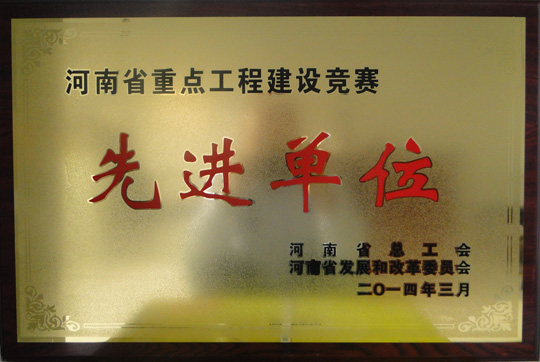 河南省重点工程建设竞赛
先进单位
河南省总工会
河南省发展和改革委员会
二〇一四年三月